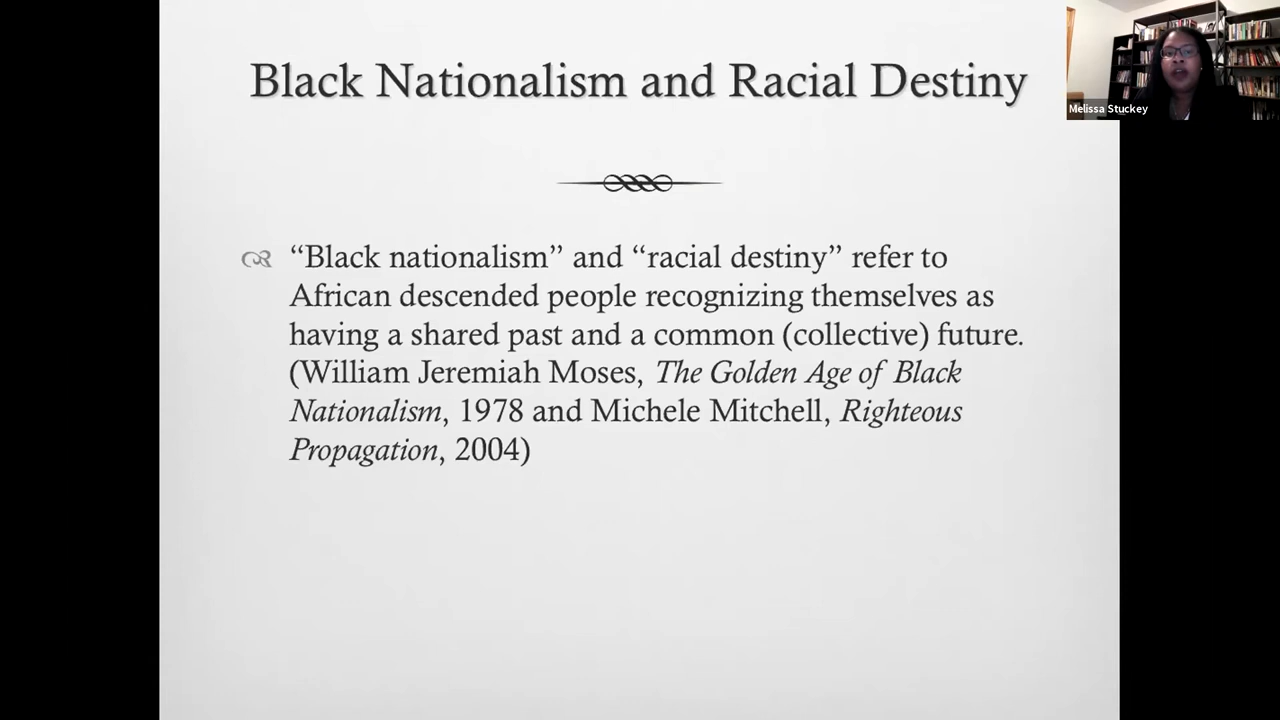 Black Nationalism and Racial Destiny
Melissa Stuckey
“Black nationalism” and “racial destiny” refer to
African descended people recognizing themselves as
having a shared past and a common (collective) future.
(William Jeremiah Moses, The Golden Age of Black
Nationalism, 1978 and Michele Mitchell, Righteous
Propagation, 2004)